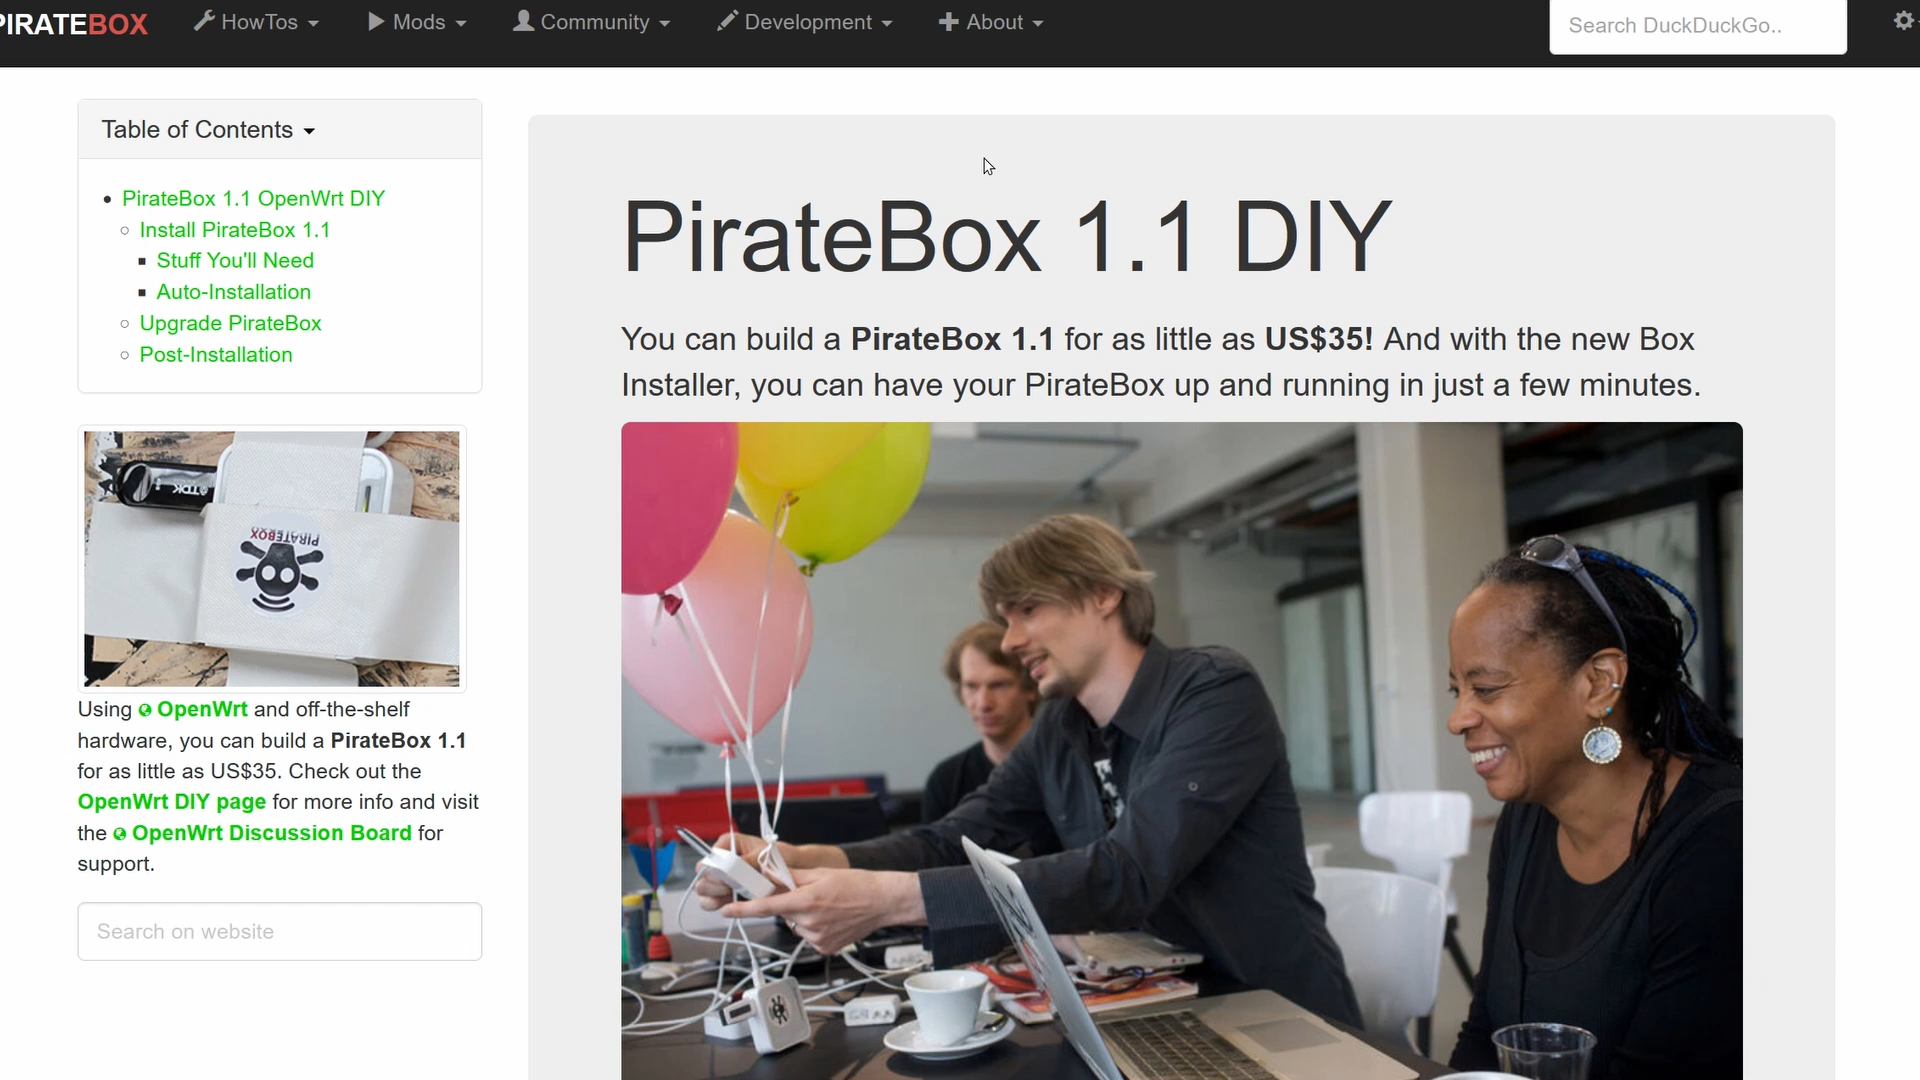 PIRATEBOX HowTos Mods Community Development About Search DuckDuckGo..
Table of Contents
PirateBox 1.1 OpenWrt DIY
Install PirateBox 1.1
Stuff You'll Need
Auto-Installation
Upgrade PirateBox
Post-Installation
TDK
PIRATEBOX
Using OpenWrt and off-the-shelf
hardware, you can build a PirateBox 1.1
for as little as US$35. Check out the
OpenWrt DIY page for more info and visit
the OpenWrt Discussion Board for
support.
Search on website
PirateBox 1.1 DIY
You can build a PirateBox 1.1 for as little as US$35! And with the new Box
Installer, you can have your PirateBox up and running in just a few minutes.